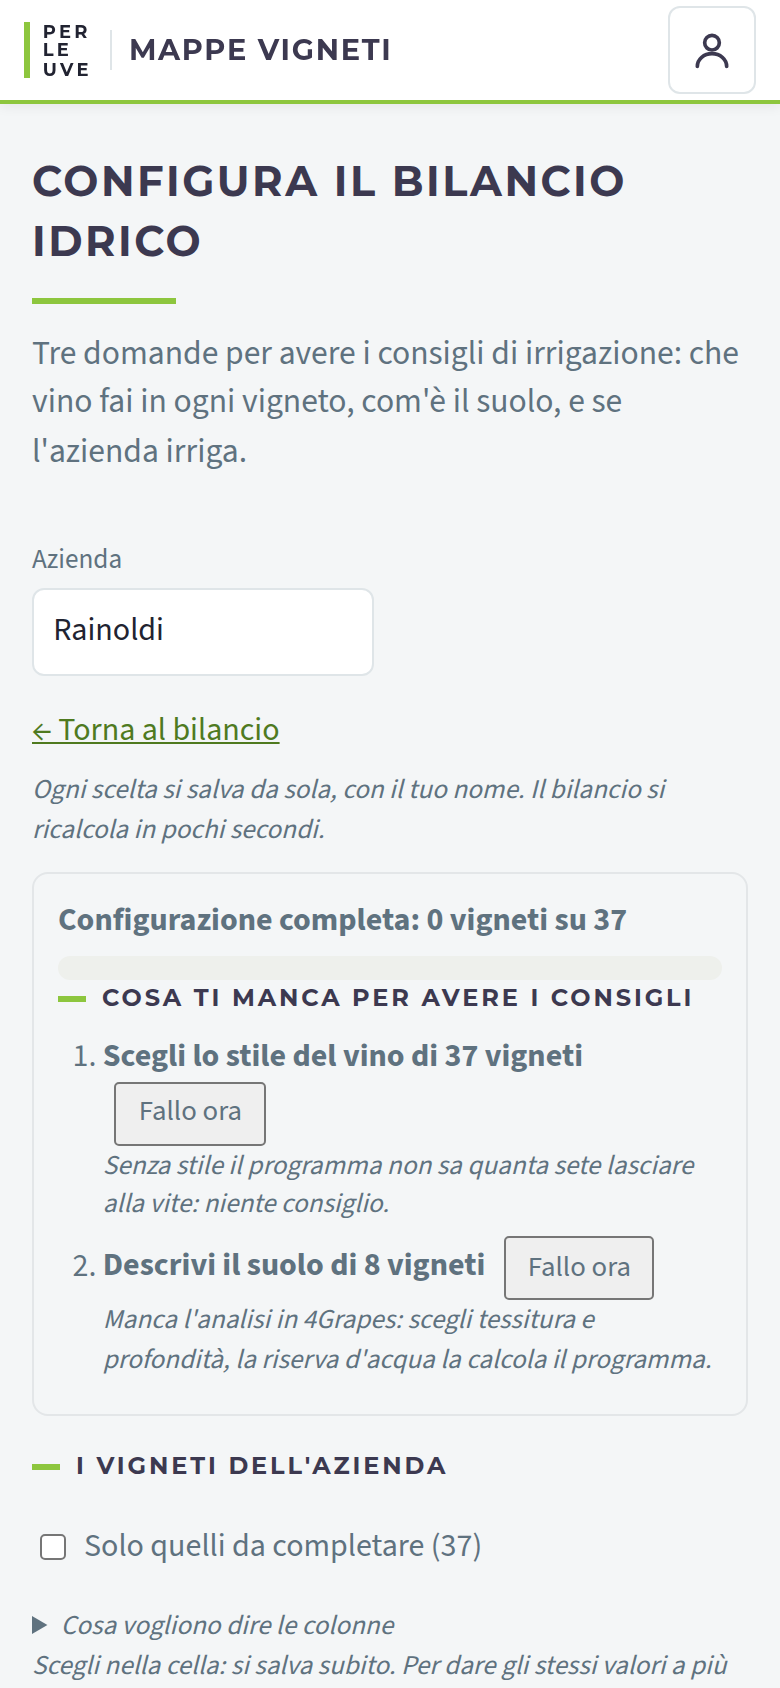 PER
LE
UVE
MAPPE VIGNETI
CONFIGURA IL BILANCIO
IDRICO
Tre domande per avere i consigli di irrigazione: che
vino fai in ogni vigneto, com'è il suolo, e se
l'azienda irriga.
Azienda
Rainoldi
← Torna al bilancio
Ogni scelta si salva da sola, con il tuo nome. Il bilancio si
ricalcola in pochi secondi.
Configurazione completa: 0 vigneti su 37
COSA TI MANCA PER AVERE I CONSIGLI
1. Scegli lo stile del vino di 37 vigneti
Fallo ora
Senza stile il programma non sa quanta sete lasciare
alla vite: niente consiglio.
2. Descrivi il suolo di 8 vigneti Fallo ora
Manca l'analisi in 4Grapes: scegli tessitura e
profondità, la riserva d'acqua la calcola il programma.
I VIGNETI DELL'AZIENDA
Solo quelli da completare (37)
▶ Cosa vogliono dire le colonne
Scegli nella cella: si salva subito. Per dare gli stessi valori a più